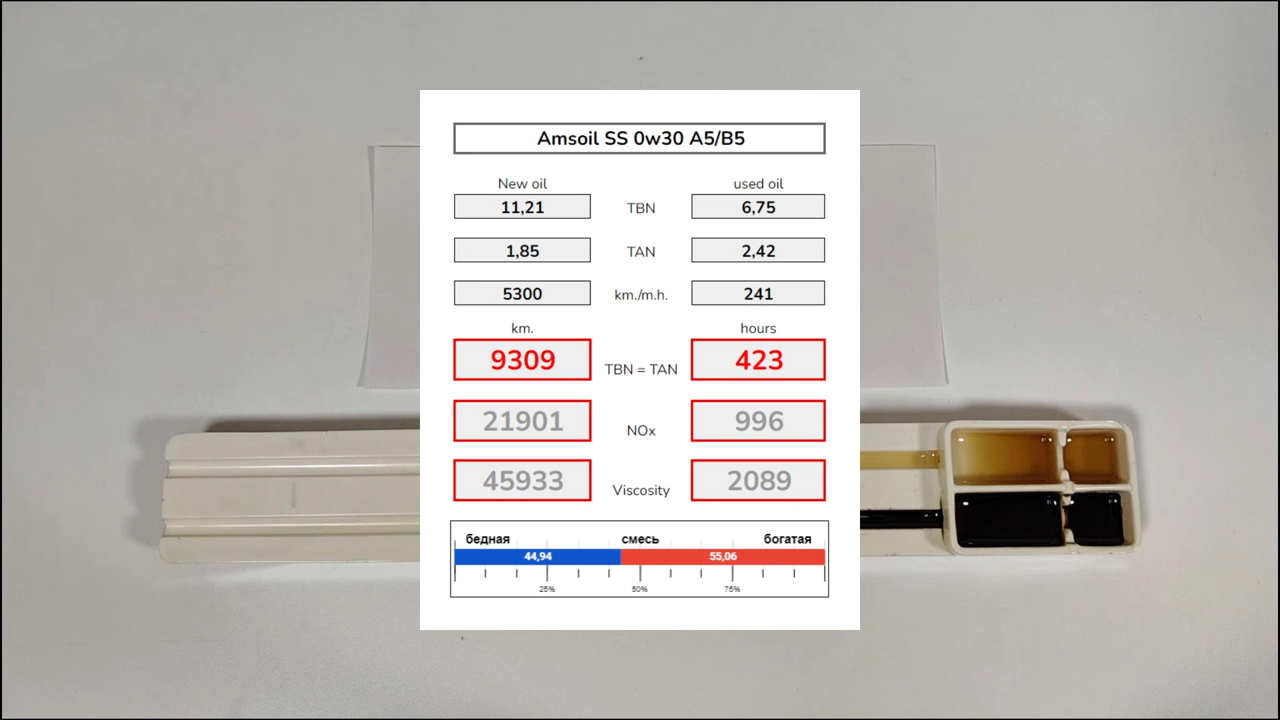 Amsoil SS 0w30 A5/B5
New oil used oil
11,21 TBN 6,75
1,85 TAN 2,42
5300 km./m.h. 241
km. hours
9309 TBN = TAN 423
21901 NOx 996
45933 Viscosity 2089
бедная смесь богатая
44,94 55,06
25% 50% 75%